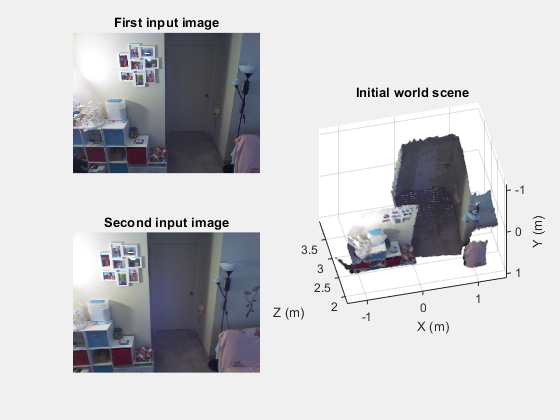 First input image
Second input image
Initial world scene
-1
0
1
Y (m)
3.5
3
2.5
2
Z (m)
-1
0
1
X (m)